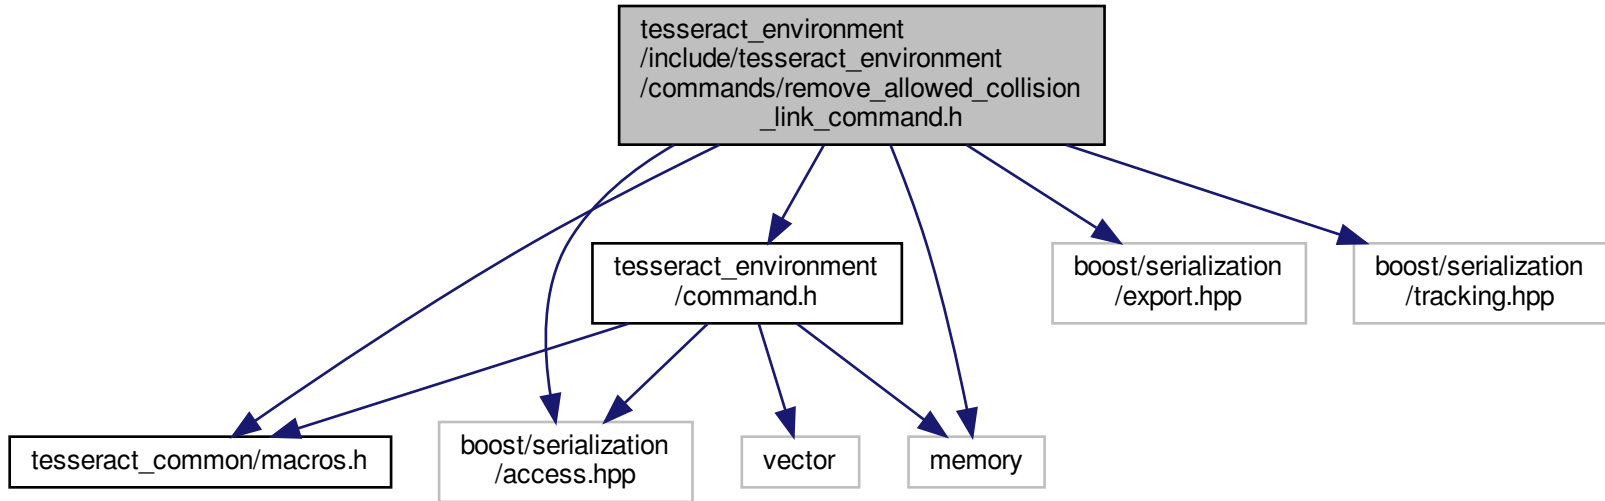 tesseract_environment
/include/tesseract_environment
/commands/remove_allowed_collision
_link_command.h
tesseract_environment
/command.h
boost/serialization
/export.hpp
boost/serialization
/tracking.hpp
tesseract_common/macros.h
boost/serialization
/access.hpp
vector
memory